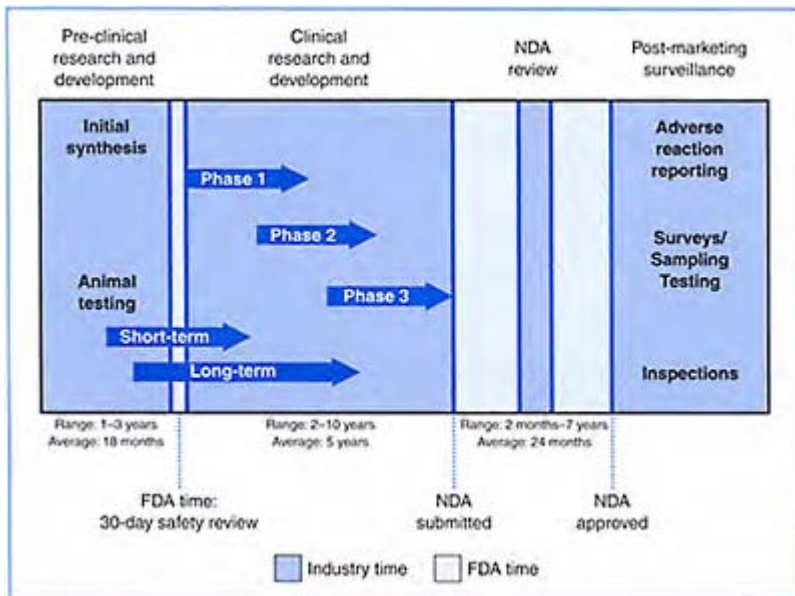 Pre-clinical
research and
development
Clinical
research and
development
NDA
review
Post-marketing
surveillance
Initial
synthesis
Adverse
reaction
reporting
Phase 1
Phase 2
Surveys/
Sampling
Testing
Animal
testing
Phase 3
Short-term
Long-term
Inspections
Range: 1–3 years
Average: 18 months
Range: 2–10 years
Average: 5 years
Range: 2 months–7 years
Average: 24 months
FDA time:
30-day safety review
NDA
submitted
NDA
approved
Industry time
FDA time